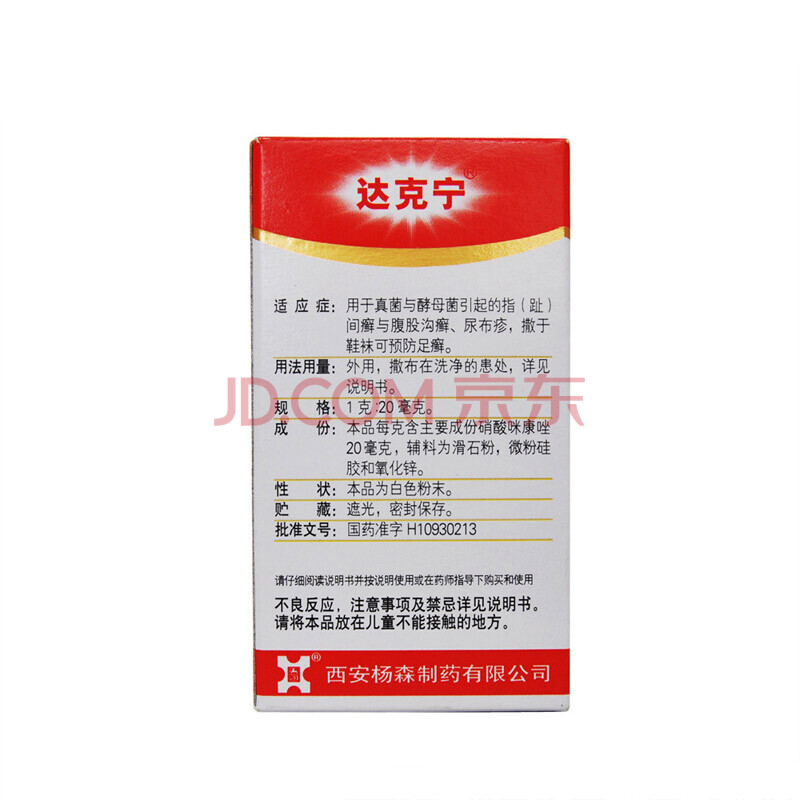 达克宁®
适应症：用于真菌与酵母菌引起的指（趾）
间癣与腹股沟癣、尿布疹，撒于
鞋袜可预防足癣。
用法用量：外用，撒布在洗净的患处，详见
说明书。
JD.COM 京东
规格：1克:20毫克。
成份：本品每克含主要成份硝酸咪康唑
20毫克，辅料为滑石粉，微粉硅
胶和氧化锌。
性状：本品为白色粉末。
贮藏：遮光，密封保存。
批准文号：国药准字 H10930213
请仔细阅读说明书并按说明使用或在药师指导下购买和使用
不良反应，注意事项及禁忌详见说明书。
请将本品放在儿童不能接触的地方。
® 西安杨森制药有限公司